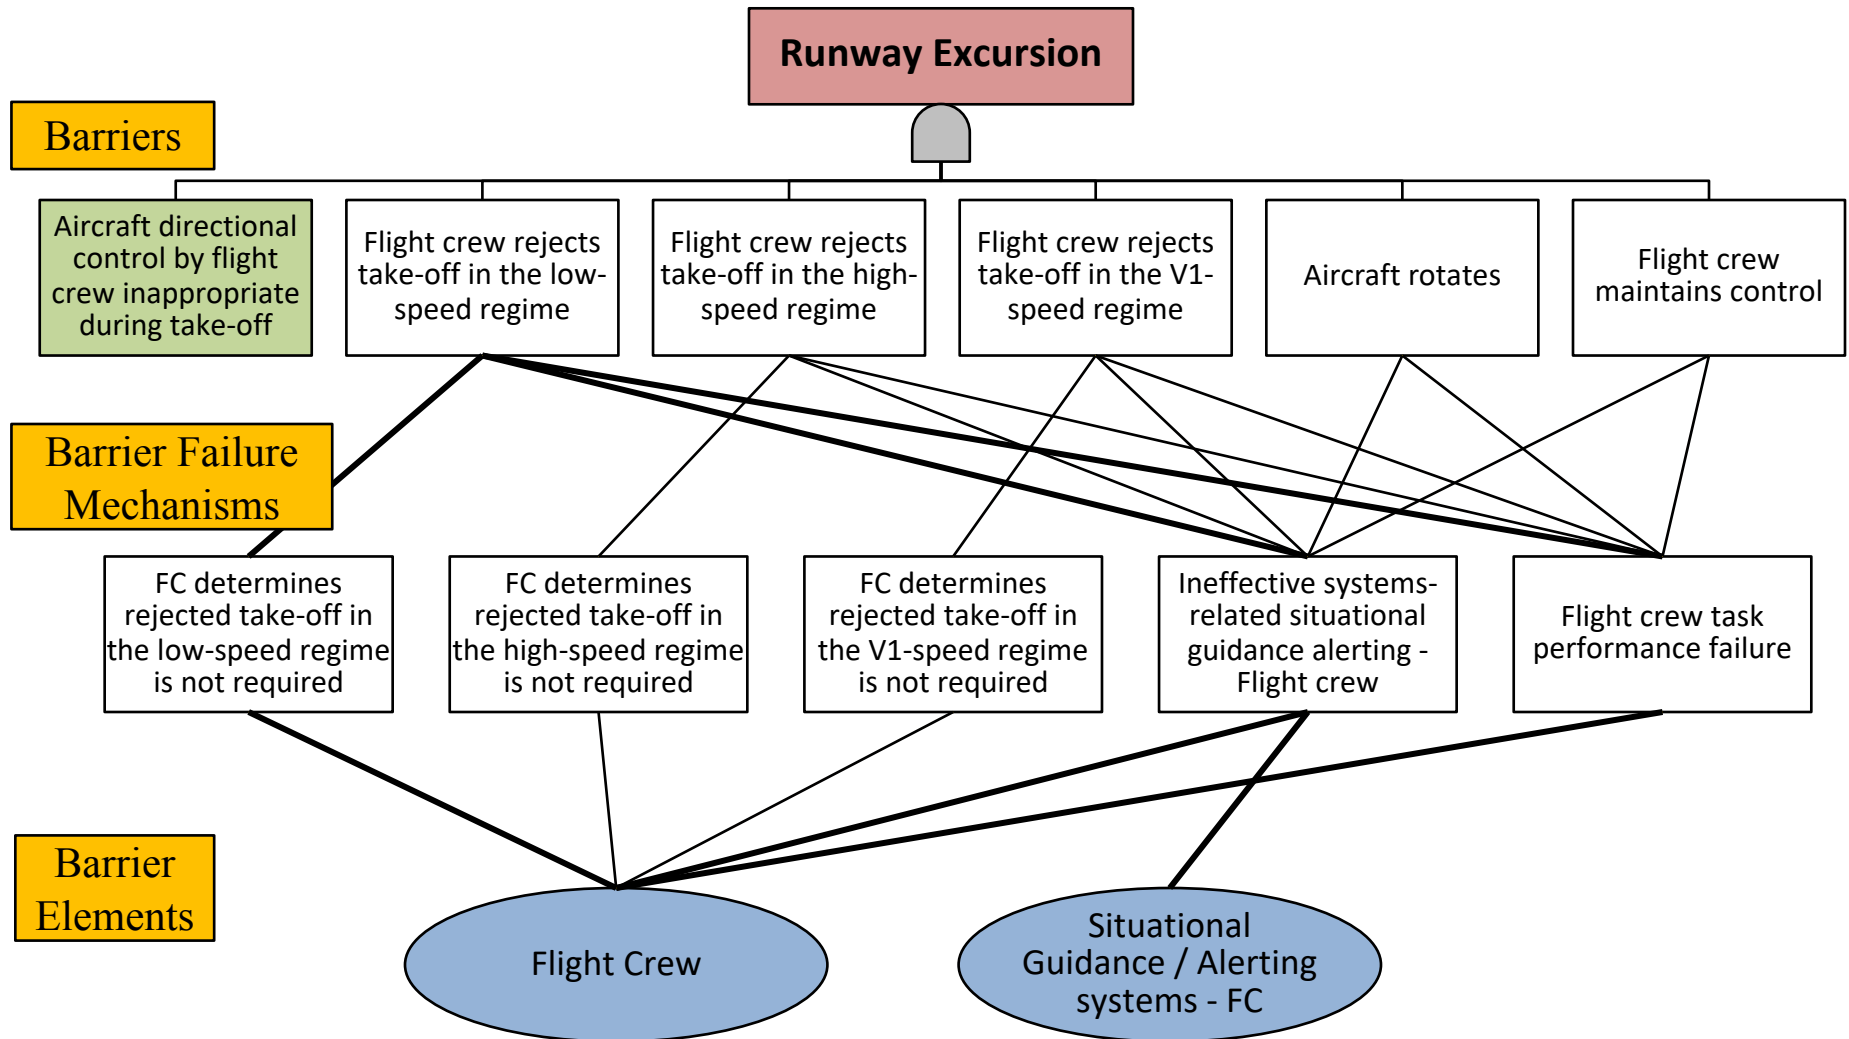 Runway Excursion
Barriers
Aircraft directional
control by flight
crew inappropriate
during take-off
Flight crew rejects
take-off in the low-
speed regime
Flight crew rejects
take-off in the high-
speed regime
Flight crew rejects
take-off in the V1-
speed regime
Aircraft rotates
Flight crew
maintains control
Barrier Failure
Mechanisms
FC determines
rejected take-off in
the low-speed regime
is not required
FC determines
rejected take-off in
the high-speed regime
is not required
FC determines
rejected take-off in
the V1-speed regime
is not required
Ineffective systems-
related situational
guidance alerting -
Flight crew
Flight crew task
performance failure
Barrier
Elements
Flight Crew
Situational
Guidance / Alerting
systems - FC